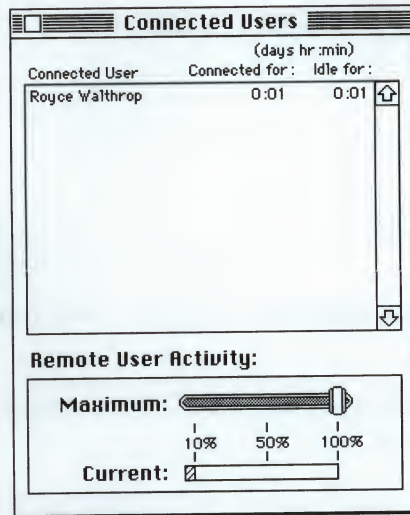 Connected Users
(days hr:min)
Connected User Connected for: Idle for:
Royce Walthrop 0:01 0:01
Remote User Activity:
Maximum:
10% 50% 100%
Current: